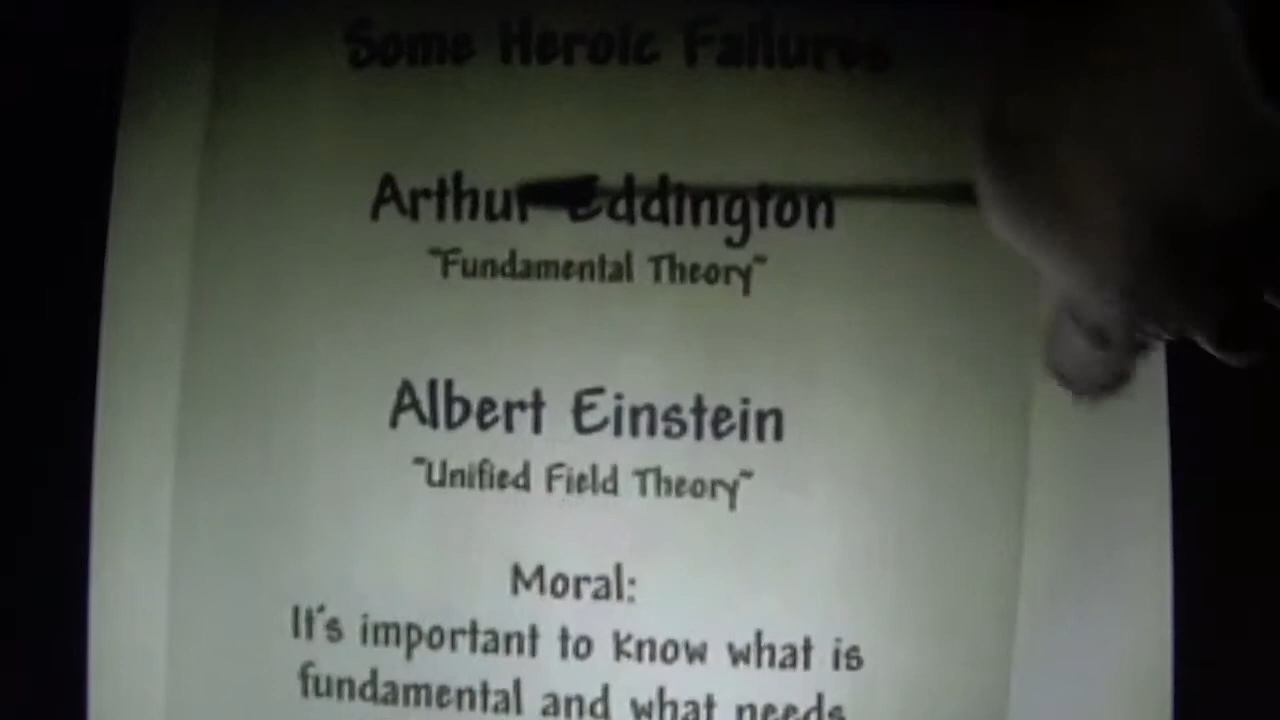 Some Heroic Failures
Arthur Eddington
"Fundamental Theory"
Albert Einstein
"Unified Field Theory"
Moral:
It's important to know what is
fundamental and what needs